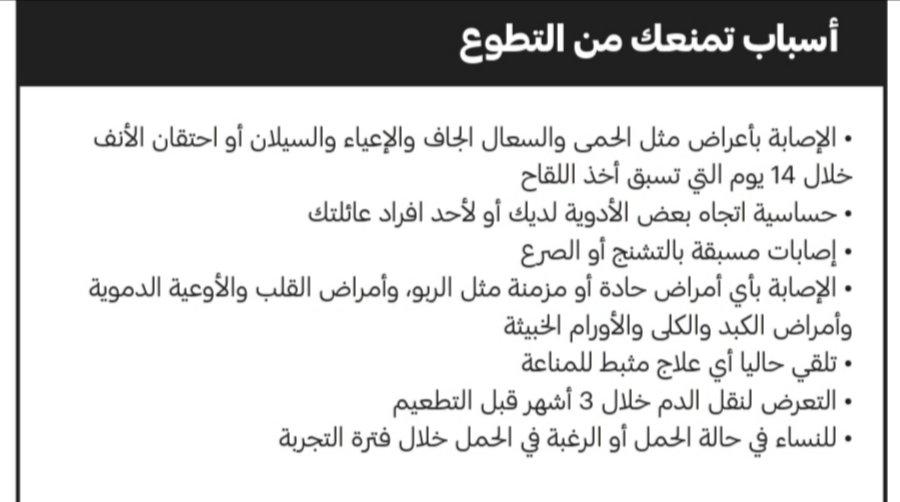 أسباب تمنعك من التطوع
• الإصابة بأعراض مثل الحمى والسعال الجاف والإعياء والسيلان أو احتقان الأنف
خلال 14 يوم التي تسبق أخذ اللقاح
• حساسية اتجاه بعض الأدوية لديك أو لأحد افراد عائلتك
• إصابات مسبقة بالتشنج أو الصرع
• الإصابة بأي أمراض حادة أو مزمنة مثل الربو، وأمراض القلب والأوعية الدموية
وأمراض الكبد والكلى والأورام الخبيثة
• تلقي حاليا أي علاج مثبط للمناعة
• التعرض لنقل الدم خلال 3 أشهر قبل التطعيم
• للنساء في حالة الحمل أو الرغبة في الحمل خلال فترة التجربة